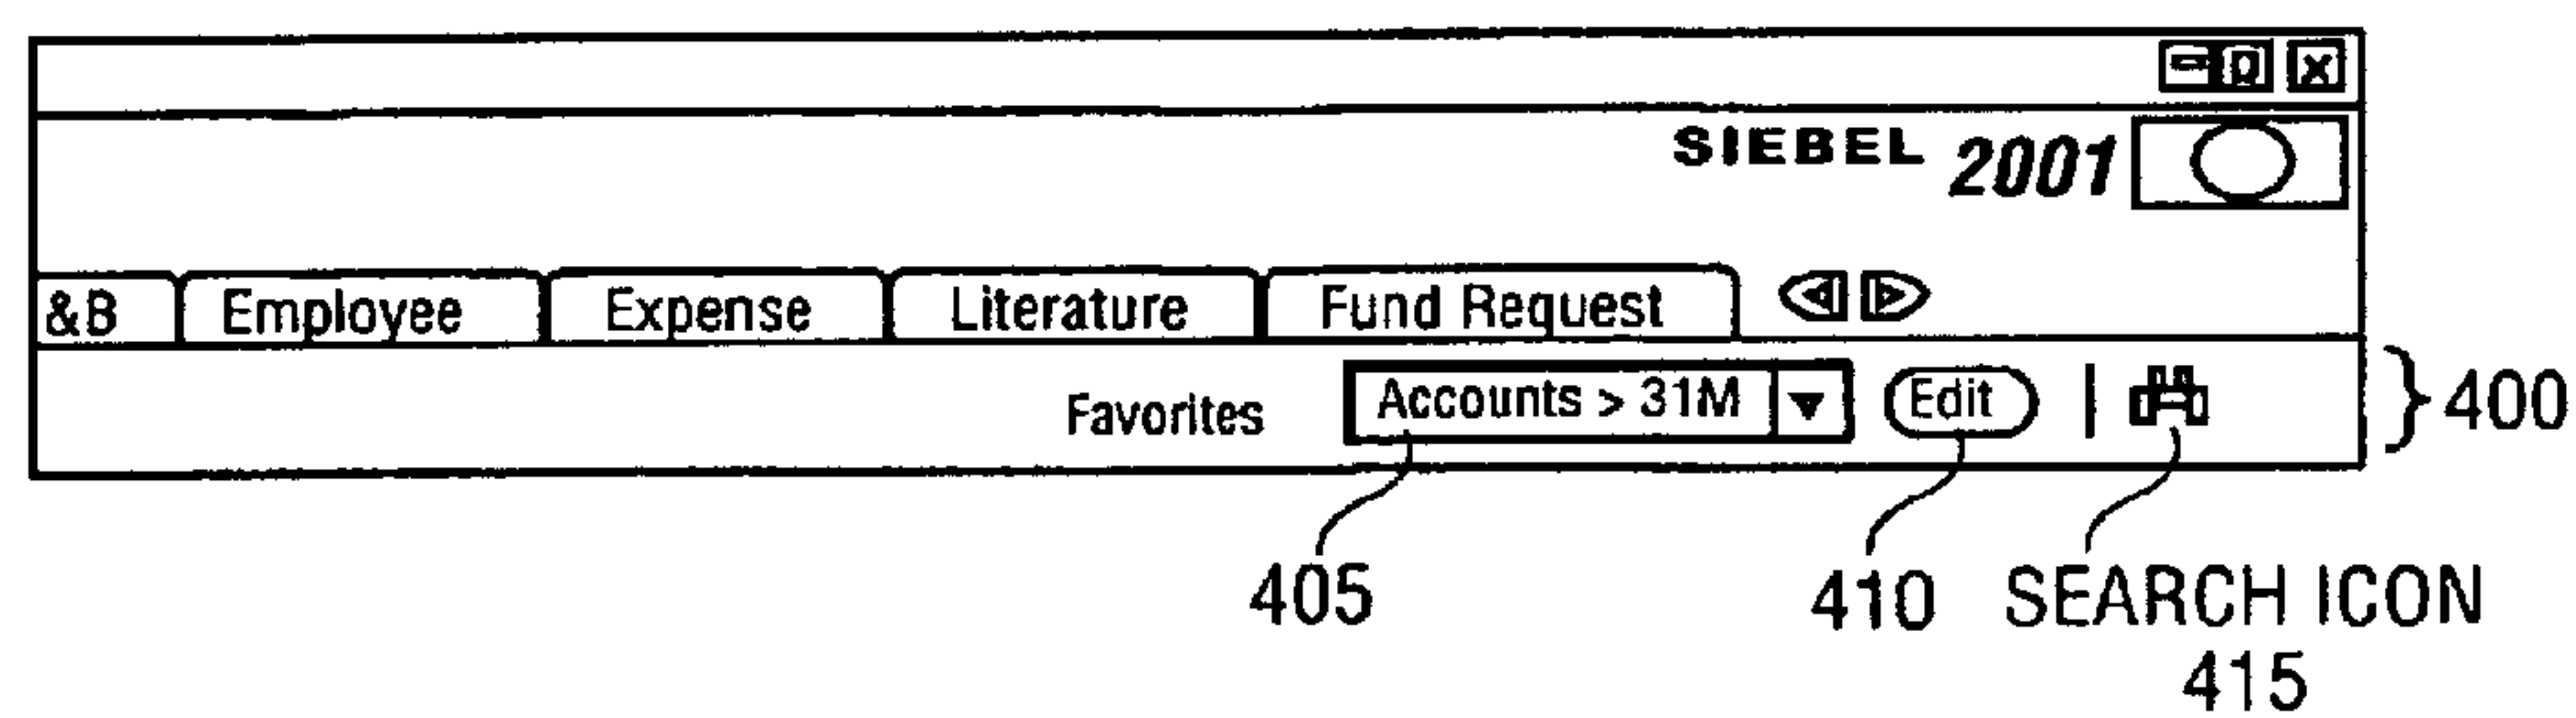 SIEBEL 2001
&B Employee Expense Literature Fund Request
Favorites Accounts > 31M Edit 400
405 410 SEARCH ICON
415